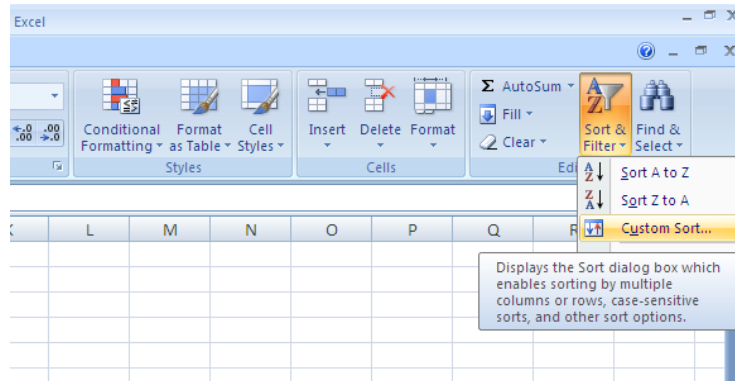 Excel
Σ AutoSum
Fill
Clear
Conditional Formatting
Format as Table
Cell Styles
Insert
Delete
Format
Sort & Filter
Find & Select
Styles
Cells
Edi
Sort A to Z
Sort Z to A
Custom Sort...
L M N O P Q R
Displays the Sort dialog box which
enables sorting by multiple
columns or rows, case-sensitive
sorts, and other sort options.